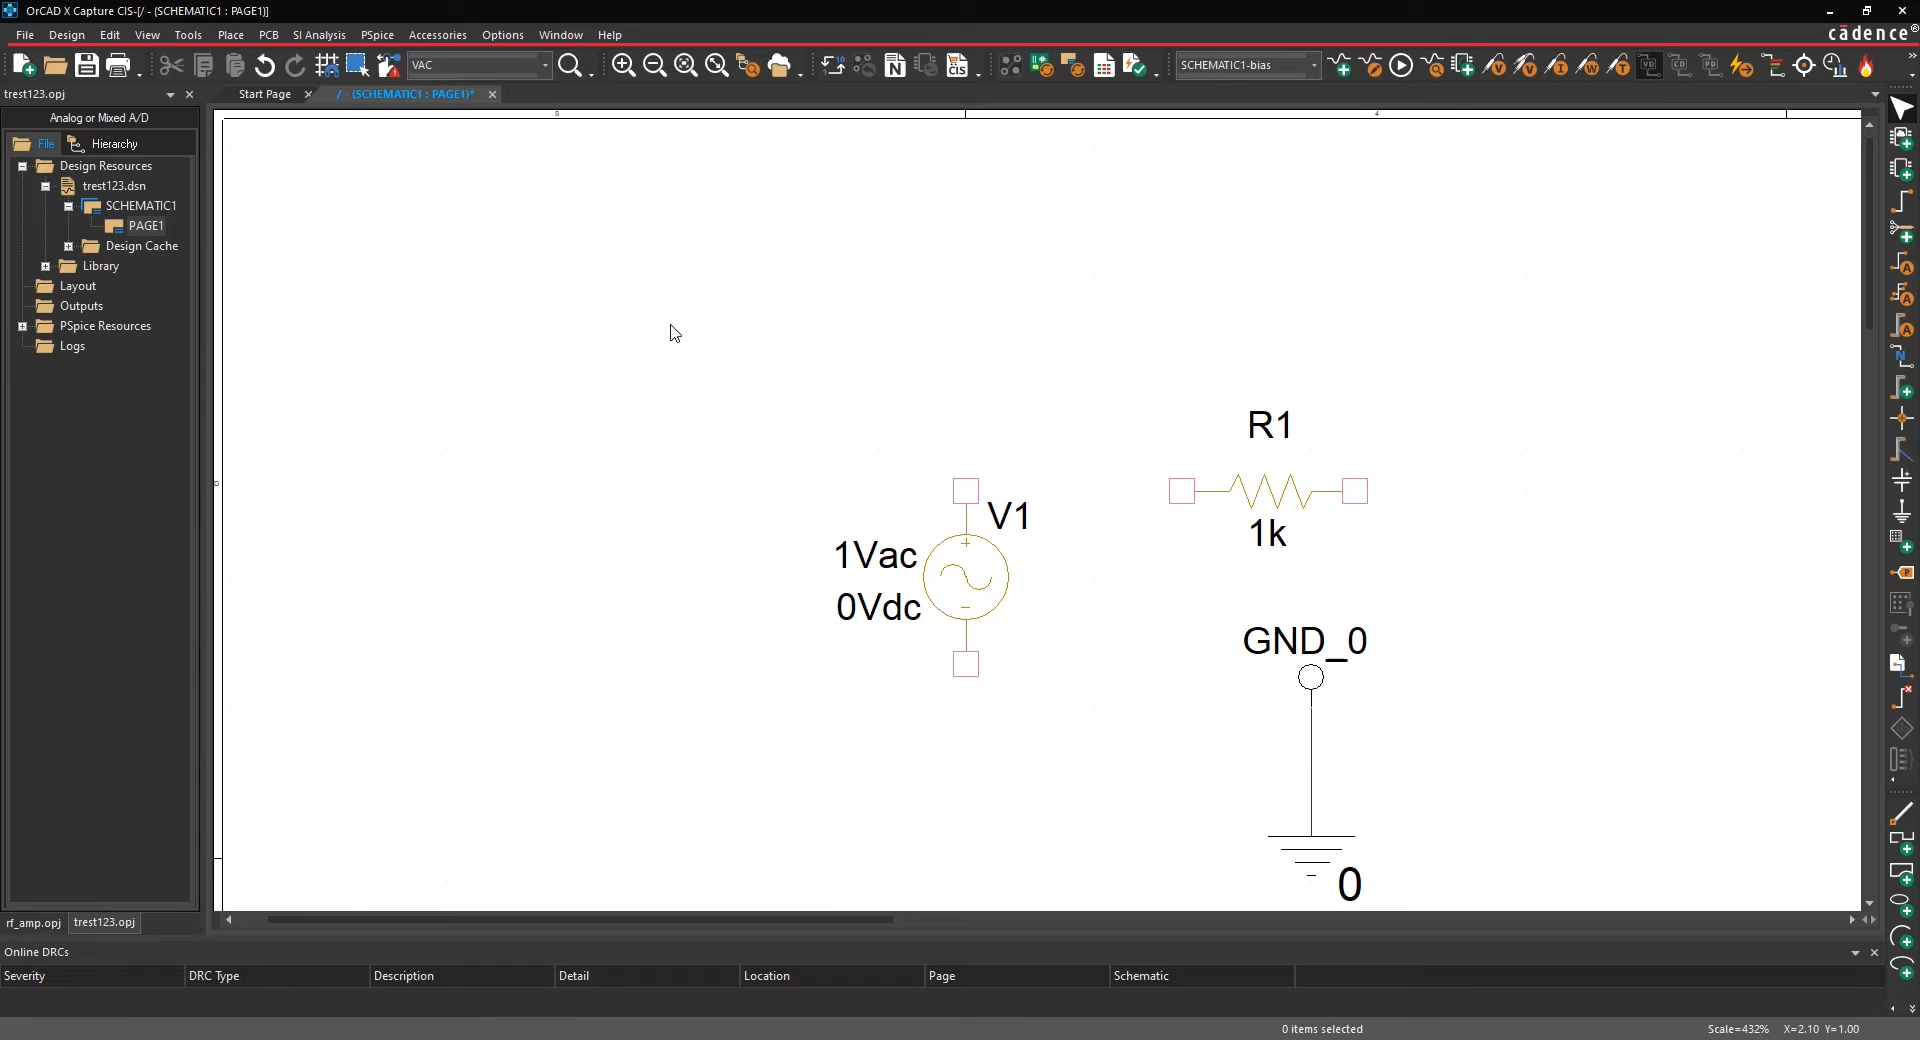 OrCAD X Capture CIS-[/ - (SCHEMATIC1 : PAGE1)]
File Design Edit View Tools Place PCB SI Analysis PSpice Accessories Options Window Help
cādence®
VAC
SCHEMATIC1-bias
trest123.opj
Start Page
/ - (SCHEMATIC1 : PAGE1)*
Analog or Mixed A/D
File Hierarchy
Design Resources
trest123.dsn
SCHEMATIC1
PAGE1
Design Cache
Library
Layout
Outputs
PSpice Resources
Logs
5
4
D
R1
1k
V1
1Vac
0Vdc
+
-
GND_0
0
rf_amp.opj trest123.opj
Online DRCs
Severity DRC Type Description Detail Location Page Schematic
0 items selected
Scale=432% X=2.10 Y=1.00